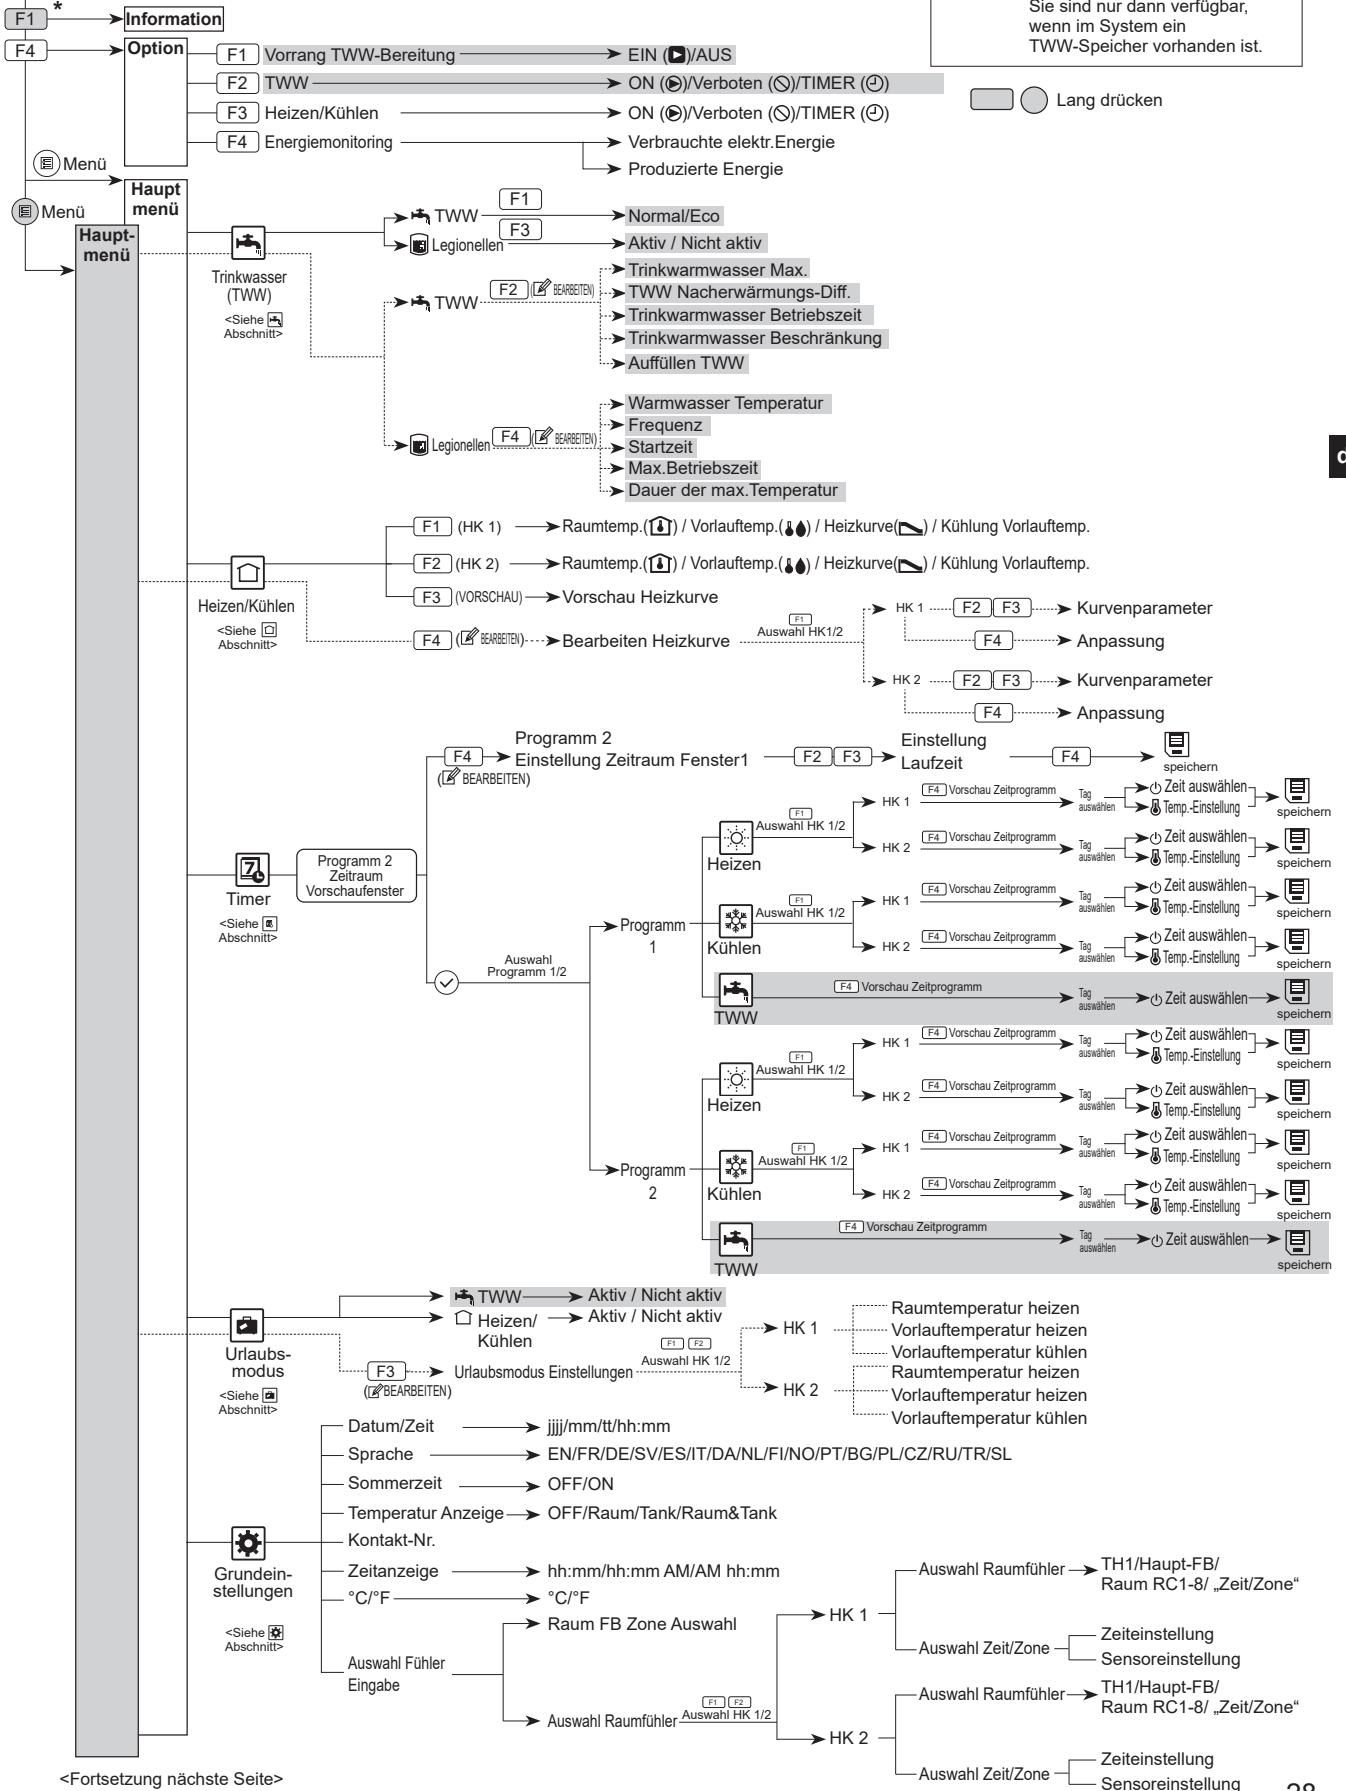 Sie sind nur dann verfügbar,
wenn im System ein
TWW-Speicher vorhanden ist.
Lang drücken
F1 * Information
F4 Option
F1 Vorrang TWW-Bereitung EIN ()/AUS
F2 TWW ON ()/Verboten ()/TIMER ()
F3 Heizen/Kühlen ON ()/Verboten ()/TIMER ()
F4 Energiemonitoring Verbrauchte elektr.Energie
Produzierte Energie
Menü
Haupt
menü
Menü
Haupt-
menü
Trinkwasser
(TWW)
<Siehe
Abschnitt>
TWW F1 Normal/Eco
Legionellen F3 Aktiv / Nicht aktiv
TWW F2 (BEARBEITEN)
Trinkwarmwasser Max.
TWW Nacherwärmungs-Diff.
Trinkwarmwasser Betriebszeit
Trinkwarmwasser Beschränkung
Auffüllen TWW
Legionellen F4 (BEARBEITEN)
Warmwasser Temperatur
Frequenz
Startzeit
Max.Betriebszeit
Dauer der max.Temperatur
d
Heizen/Kühlen
<Siehe
Abschnitt>
F1 (HK 1) Raumtemp.() / Vorlauftemp.() / Heizkurve() / Kühlung Vorlauftemp.
F2 (HK 2) Raumtemp.() / Vorlauftemp.() / Heizkurve() / Kühlung Vorlauftemp.
F3 (VORSCHAU) Vorschau Heizkurve
F4 (BEARBEITEN) Bearbeiten Heizkurve
F1
Auswahl HK1/2
HK 1 F2 F3 Kurvenparameter
F4 Anpassung
HK 2 F2 F3 Kurvenparameter
F4 Anpassung
Timer
<Siehe
Abschnitt>
Programm 2
Zeitraum
Vorschaufenster
F4
(BEARBEITEN)
Programm 2
Einstellung Zeitraum Fenster1
F2 F3
Einstellung
Laufzeit
F4
speichern
Auswahl
Programm 1/2
Programm
1
Heizen
F1
Auswahl HK 1/2
HK 1 F4 Vorschau Zeitprogramm Tag auswählen Zeit auswählen
Temp.-Einstellung
speichern
HK 2 F4 Vorschau Zeitprogramm Tag auswählen Zeit auswählen
Temp.-Einstellung
speichern
Kühlen
F1
Auswahl HK 1/2
HK 1 F4 Vorschau Zeitprogramm Tag auswählen Zeit auswählen
Temp.-Einstellung
speichern
HK 2 F4 Vorschau Zeitprogramm Tag auswählen Zeit auswählen
Temp.-Einstellung
speichern
TWW
F4 Vorschau Zeitprogramm Tag auswählen Zeit auswählen
speichern
Programm
2
Heizen
F1
Auswahl HK 1/2
HK 1 F4 Vorschau Zeitprogramm Tag auswählen Zeit auswählen
Temp.-Einstellung
speichern
HK 2 F4 Vorschau Zeitprogramm Tag auswählen Zeit auswählen
Temp.-Einstellung
speichern
Kühlen
F1
Auswahl HK 1/2
HK 1 F4 Vorschau Zeitprogramm Tag auswählen Zeit auswählen
Temp.-Einstellung
speichern
HK 2 F4 Vorschau Zeitprogramm Tag auswählen Zeit auswählen
Temp.-Einstellung
speichern
TWW
F4 Vorschau Zeitprogramm Tag auswählen Zeit auswählen
speichern
Urlaubs-
modus
<Siehe
Abschnitt>
TWW Aktiv / Nicht aktiv
Heizen/
Kühlen
Aktiv / Nicht aktiv
F3
(BEARBEITEN)
Urlaubsmodus Einstellungen
F1 F2
Auswahl HK 1/2
HK 1
Raumtemperatur heizen
Vorlauftemperatur heizen
Vorlauftemperatur kühlen
HK 2
Raumtemperatur heizen
Vorlauftemperatur heizen
Vorlauftemperatur kühlen
Grundein-
stellungen
<Siehe
Abschnitt>
Datum/Zeit jjjj/mm/tt/hh:mm
Sprache EN/FR/DE/SV/ES/IT/DA/NL/FI/NO/PT/BG/PL/CZ/RU/TR/SL
Sommerzeit OFF/ON
Temperatur Anzeige OFF/Raum/Tank/Raum&Tank
Kontakt-Nr.
Zeitanzeige hh:mm/hh:mm AM/AM hh:mm
°C/°F °C/°F
Auswahl Fühler
Eingabe
Raum FB Zone Auswahl
Auswahl Raumfühler
F1 F2
Auswahl HK 1/2
HK 1
Auswahl Raumfühler TH1/Haupt-FB/
Raum RC1-8/ „Zeit/Zone“
Auswahl Zeit/Zone Zeiteinstellung
Sensoreinstellung
HK 2
Auswahl Raumfühler TH1/Haupt-FB/
Raum RC1-8/ „Zeit/Zone“
Auswahl Zeit/Zone Zeiteinstellung
Sensoreinstellung
<Fortsetzung nächste Seite>